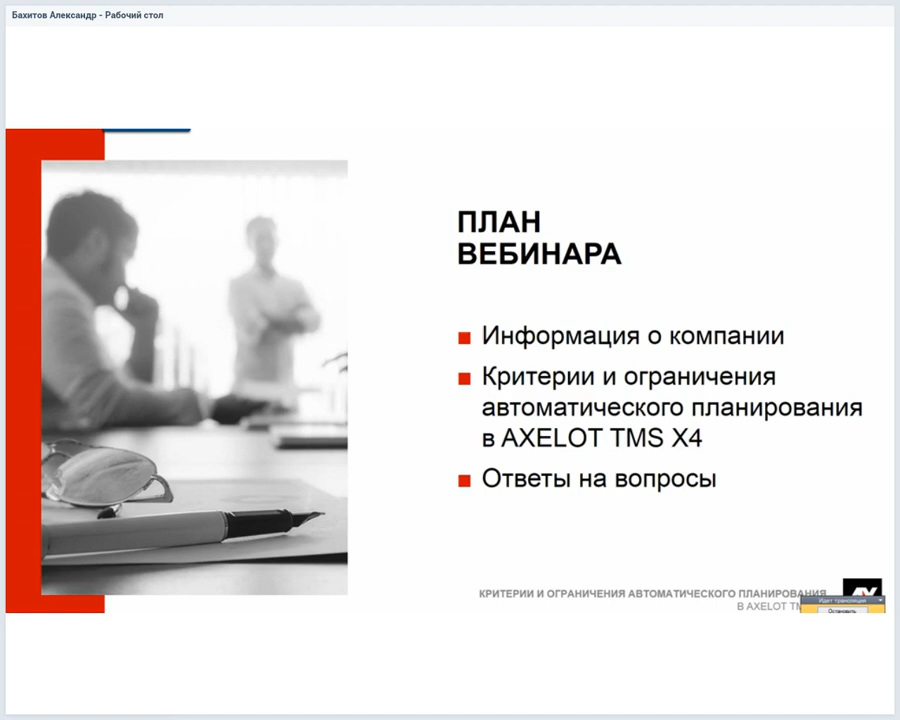 Бахитов Александр - Рабочий стол
ПЛАН
ВЕБИНАРА
Информация о компании
Критерии и ограничения
автоматического планирования
в AXELOT TMS X4
Ответы на вопросы
КРИТЕРИИ И ОГРАНИЧЕНИЯ АВТОМАТИЧЕСКОГО ПЛАНИРОВАНИЯ
В AXELOT
Идет трансляция
Остановить